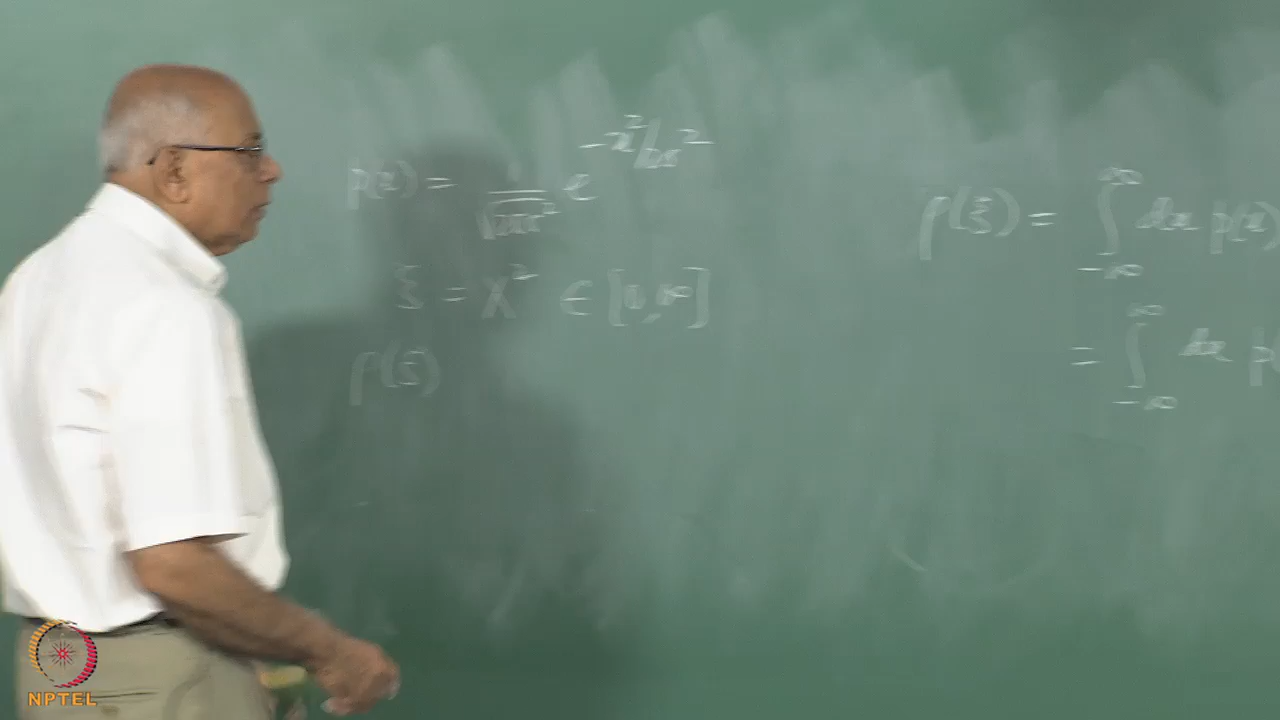 p(x) = 1/√(2πσ²) e^{-x²/2σ²}
ξ = X² ∈ [0, ∞]
ρ(ξ)
ρ(ξ) = ∫_{-∞}^{∞} dx p(x)
= ∫_{-∞}^{∞} dx p(
NPTEL